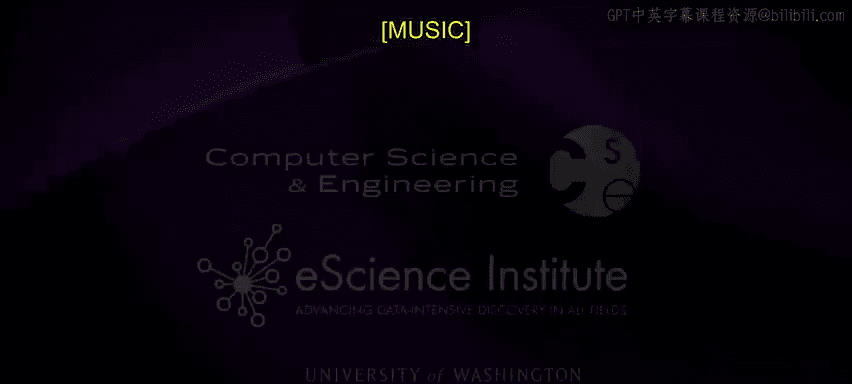 GPT中英字幕课程资源@bilibili.com
[MUSIC]
Computer Science
& Engineering
CSe
eScience Institute
ADVANCING DATA-INTENSIVE DISCOVERY IN ALL FIELDS
UNIVERSITY of WASHINGTON